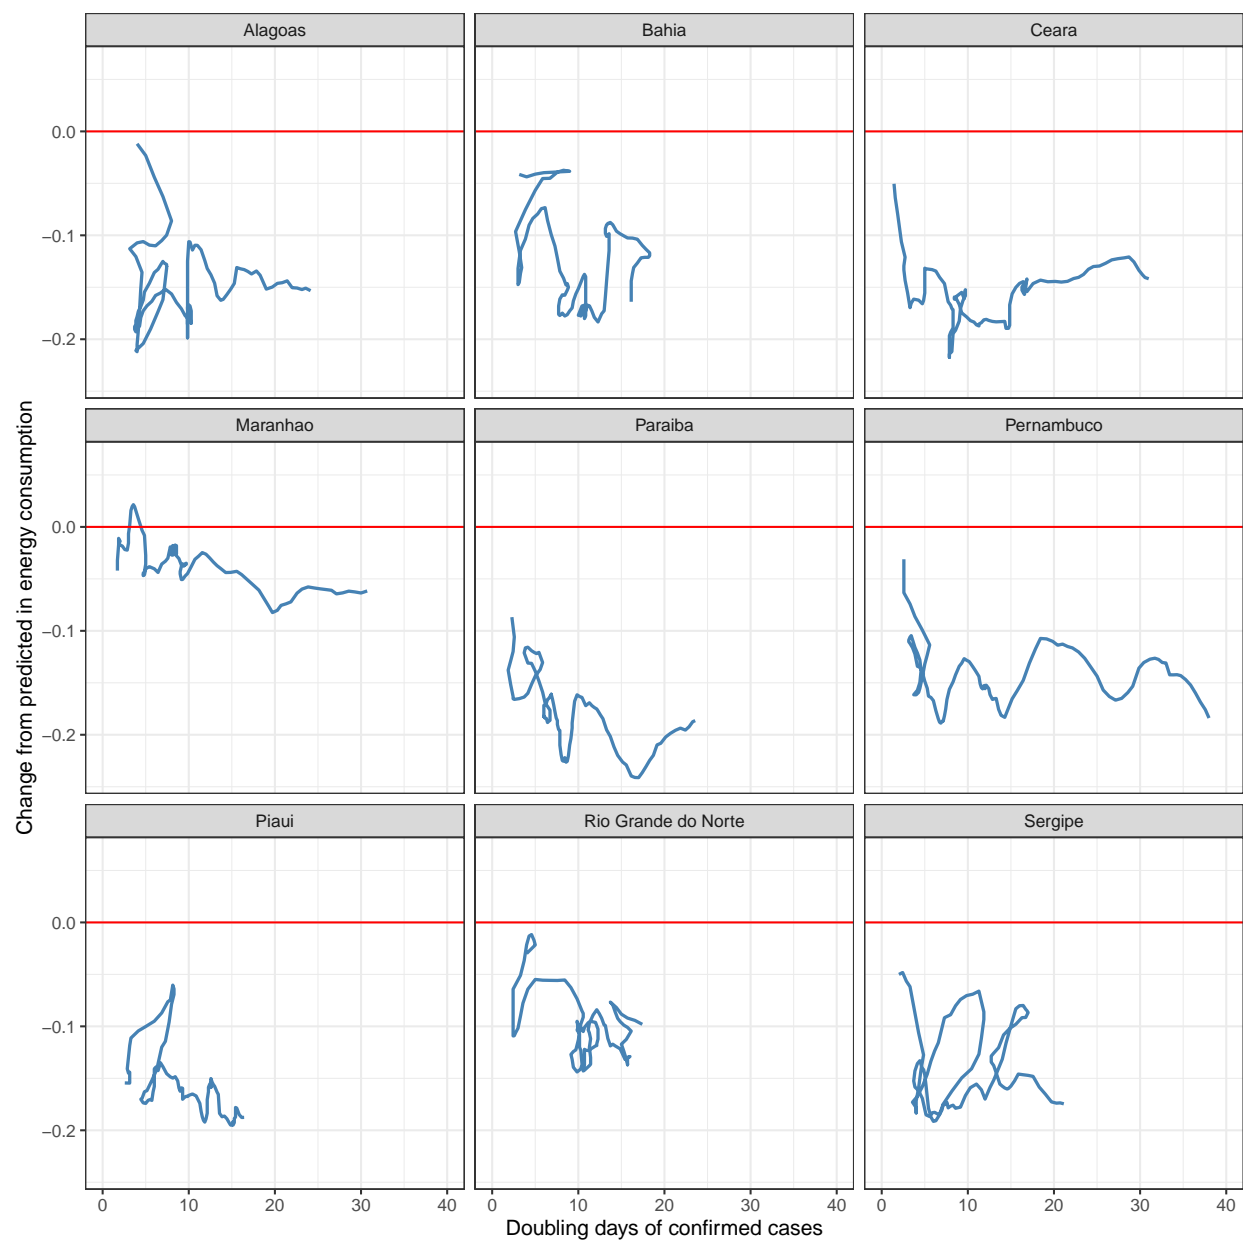 Alagoas
Bahia
Ceara
0.0
−0.1
−0.2
Maranhao
Paraiba
Pernambuco
0.0
−0.1
−0.2
Change from predicted in energy consumption
Piaui
Rio Grande do Norte
Sergipe
0.0
−0.1
−0.2
0 10 20 30 40 0 10 20 30 40 0 10 20 30 40
Doubling days of confirmed cases